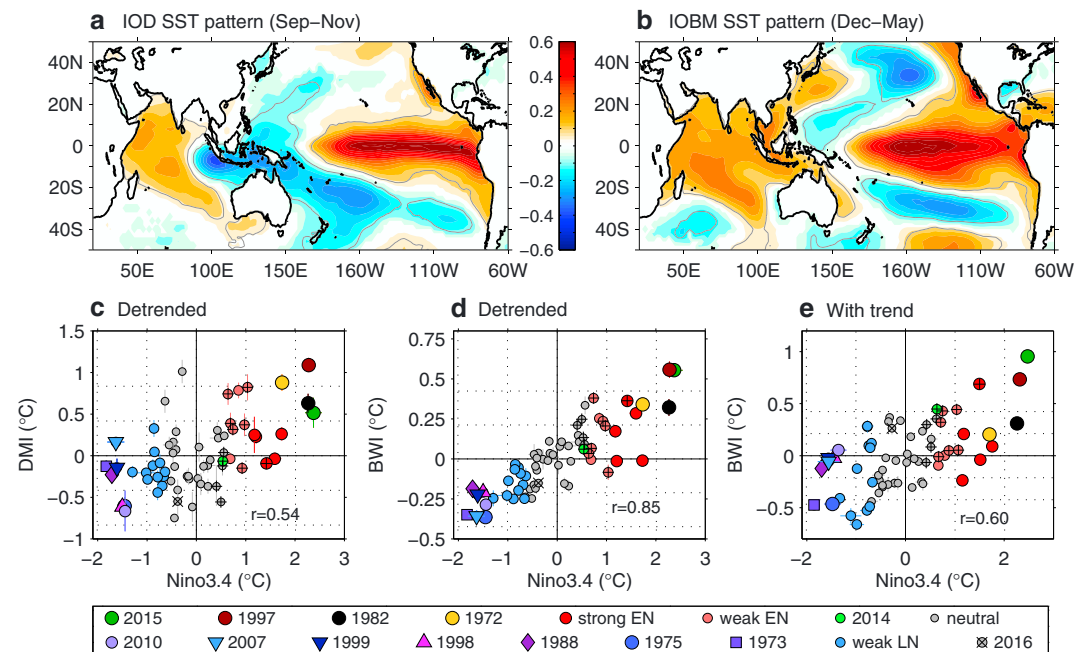 a IOD SST pattern (Sep−Nov)
b IOBM SST pattern (Dec−May)
40N
20N
0
20S
40S
50E 100E 150E 160W 110W 60W
0.6
0.4
0.2
0
−0.2
−0.4
−0.6
40N
20N
0
20S
40S
50E 100E 150E 160W 110W 60W
c Detrended
1.5
1
0.5
0
−0.5
−1
DMI (°C)
r=0.54
−2 −1 0 1 2 3
Nino3.4 (°C)
d Detrended
0.75
0.5
0.25
0
−0.25
−0.5
BWI (°C)
r=0.85
−2 −1 0 1 2 3
Nino3.4 (°C)
e With trend
1
0.5
0
−0.5
BWI (°C)
r=0.60
−2 0 2
Nino3.4 (°C)
2015 1997 1982 1972 strong EN weak EN 2014 neutral
2010 2007 1999 1998 1988 1975 1973 weak LN 2016